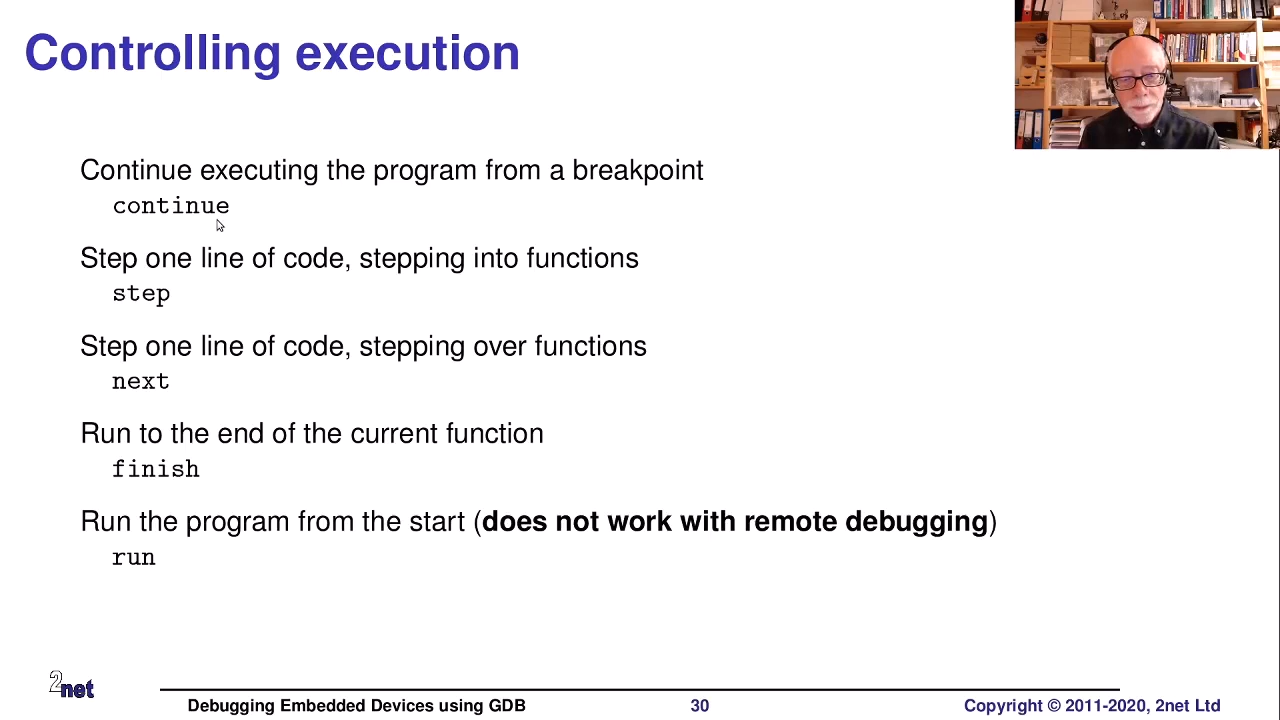 Controlling execution
Continue executing the program from a breakpoint
continue
Step one line of code, stepping into functions
step
Step one line of code, stepping over functions
next
Run to the end of the current function
finish
Run the program from the start (does not work with remote debugging)
run
2net
Debugging Embedded Devices using GDB
30
Copyright © 2011-2020, 2net Ltd